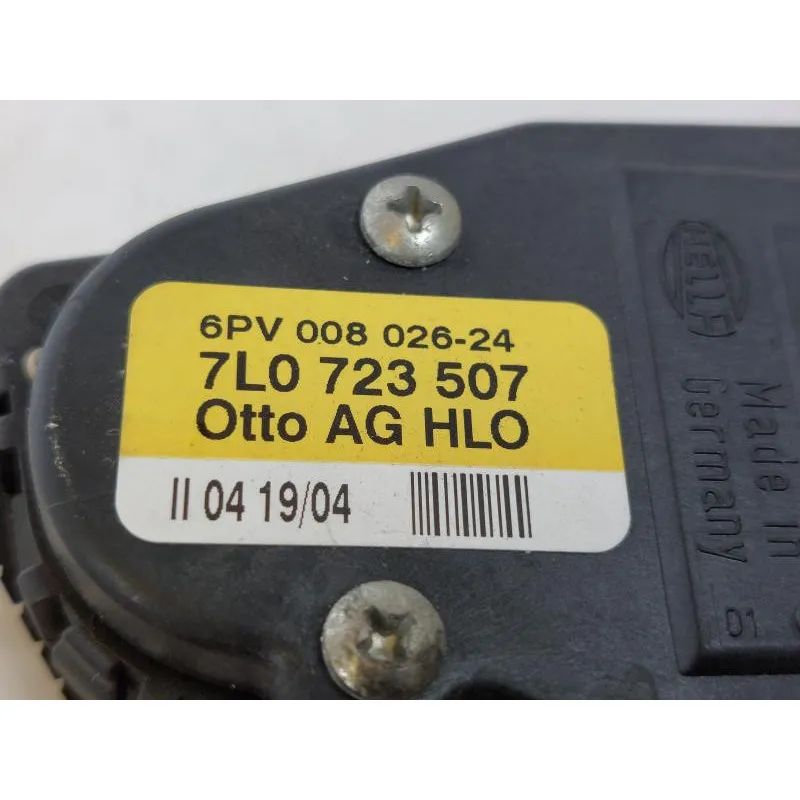 6PV 008 026-24
7L0 723 507
Otto AG HLO
II 04 19/04
HELLA
Made In
Germany
01